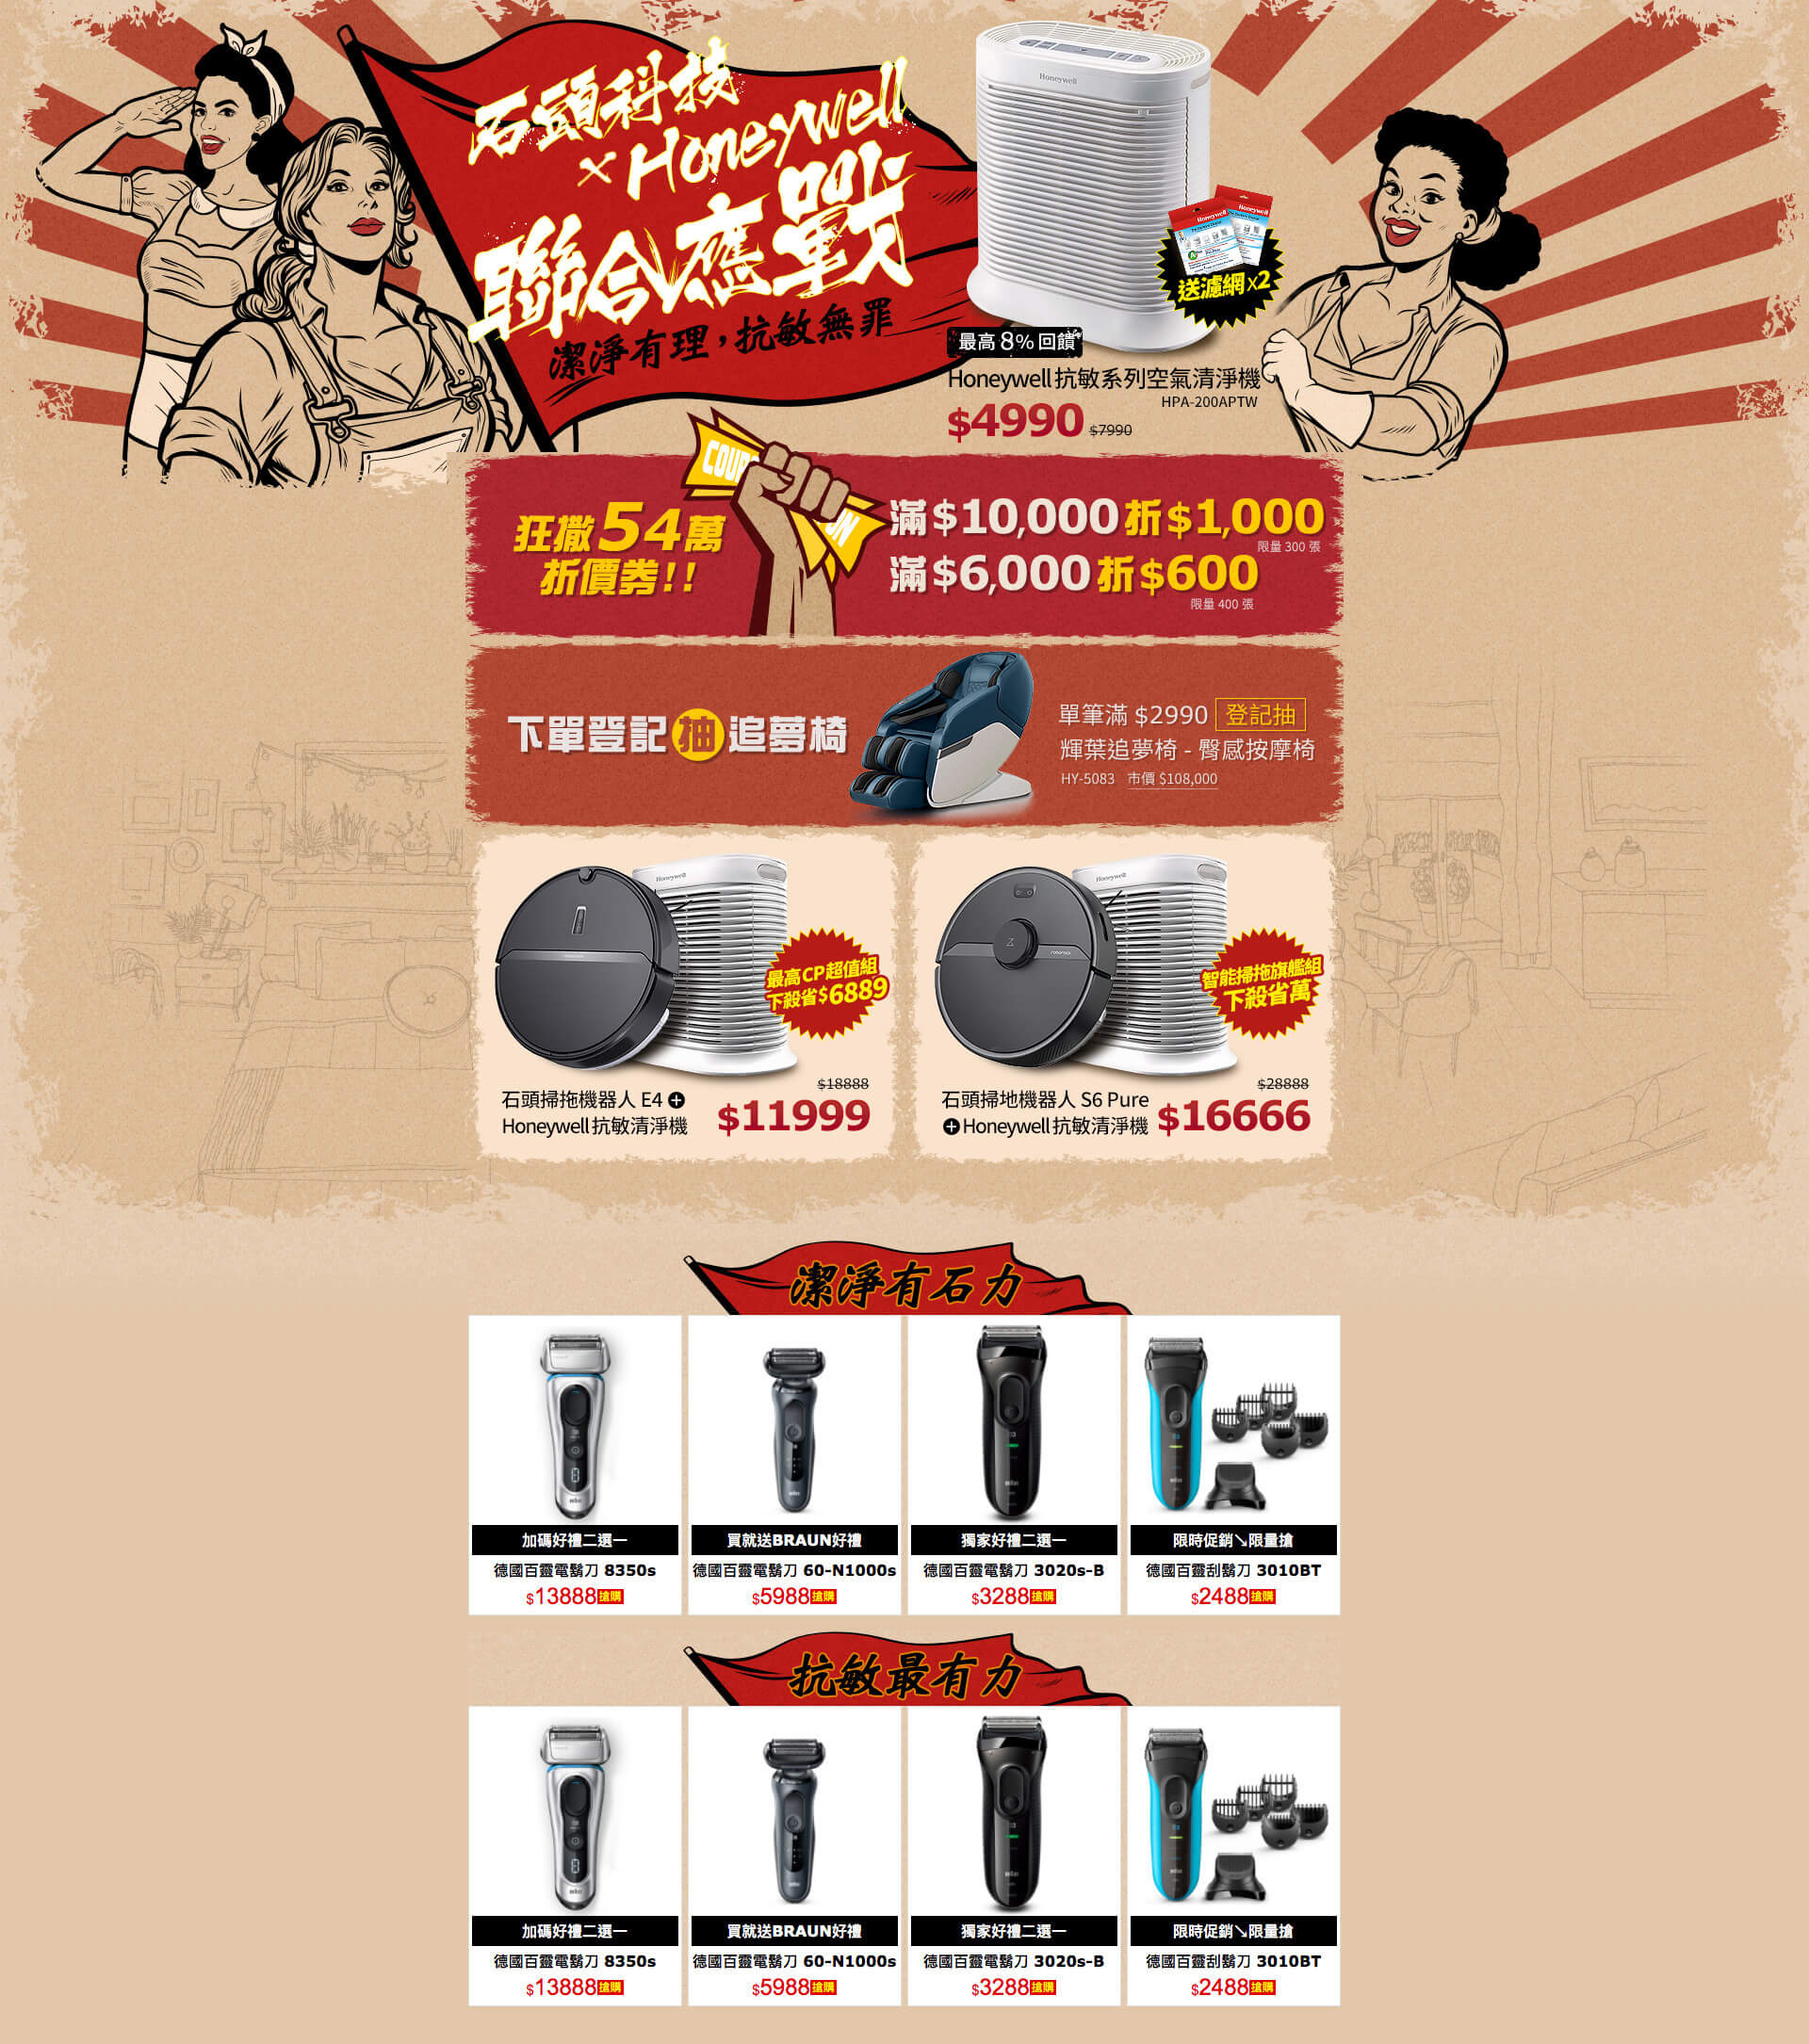 石頭科技
×Honeywell
聯合應戰
潔淨有理，抗敏無罪
Honeywell
Honeywell
Honeywell
送濾網x2
最高8%回饋
Honeywell抗敏系列空氣清淨機
HPA-200APTW
$4990 $7990
COUP
ON
狂撒54萬
折價券!!
滿$10,000折$1,000
限量 300 張
滿$6,000折$600
限量 400 張
下單登記抽追夢椅
單筆滿 $2990 登記抽
輝葉追夢椅 - 臀感按摩椅
HY-5083 市價 $108,000
Honeywell
最高CP超值組
下殺省$6889
$18888
石頭掃拖機器人 E4 +
Honeywell抗敏清淨機
$11999
Honeywell
roborock
智能掃拖旗艦組
下殺省萬
$28888
石頭掃地機器人 S6 Pure
+ Honeywell抗敏清淨機
$16666
潔淨有石力
加碼好禮二選一
德國百靈電鬍刀 8350s
$13888搶購
買就送BRAUN好禮
德國百靈電鬍刀 60-N1000s
$5988搶購
獨家好禮二選一
德國百靈電鬍刀 3020s-B
$3288搶購
限時促銷↘限量搶
德國百靈刮鬍刀 3010BT
$2488搶購
抗敏最有力
加碼好禮二選一
德國百靈電鬍刀 8350s
$13888搶購
買就送BRAUN好禮
德國百靈電鬍刀 60-N1000s
$5988搶購
獨家好禮二選一
德國百靈電鬍刀 3020s-B
$3288搶購
限時促銷↘限量搶
德國百靈刮鬍刀 3010BT
$2488搶購